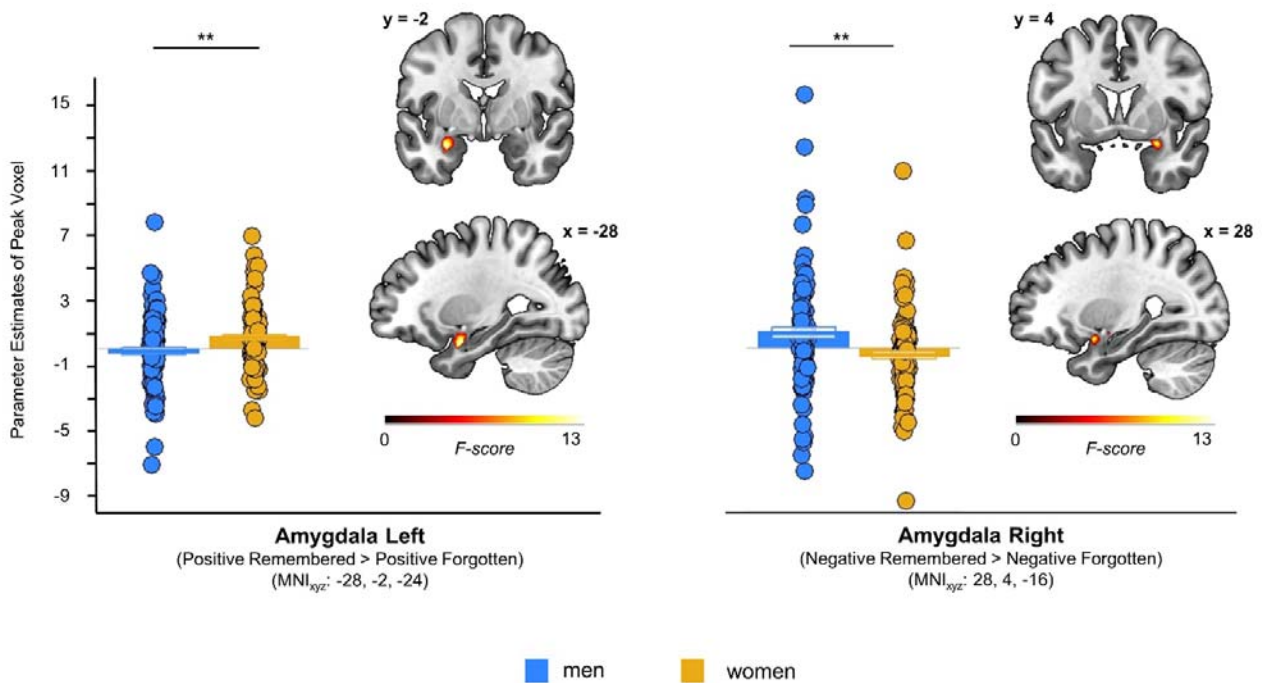 Parameter Estimates of Peak Voxel
15
11
7
3
-1
-5
-9
**
y = -2
x = -28
0 13
F-score
Amygdala Left
(Positive Remembered > Positive Forgotten)
(MNIxyz: -28, -2, -24)
**
y = 4
x = 28
0 13
F-score
Amygdala Right
(Negative Remembered > Negative Forgotten)
(MNIxyz: 28, 4, -16)
men women